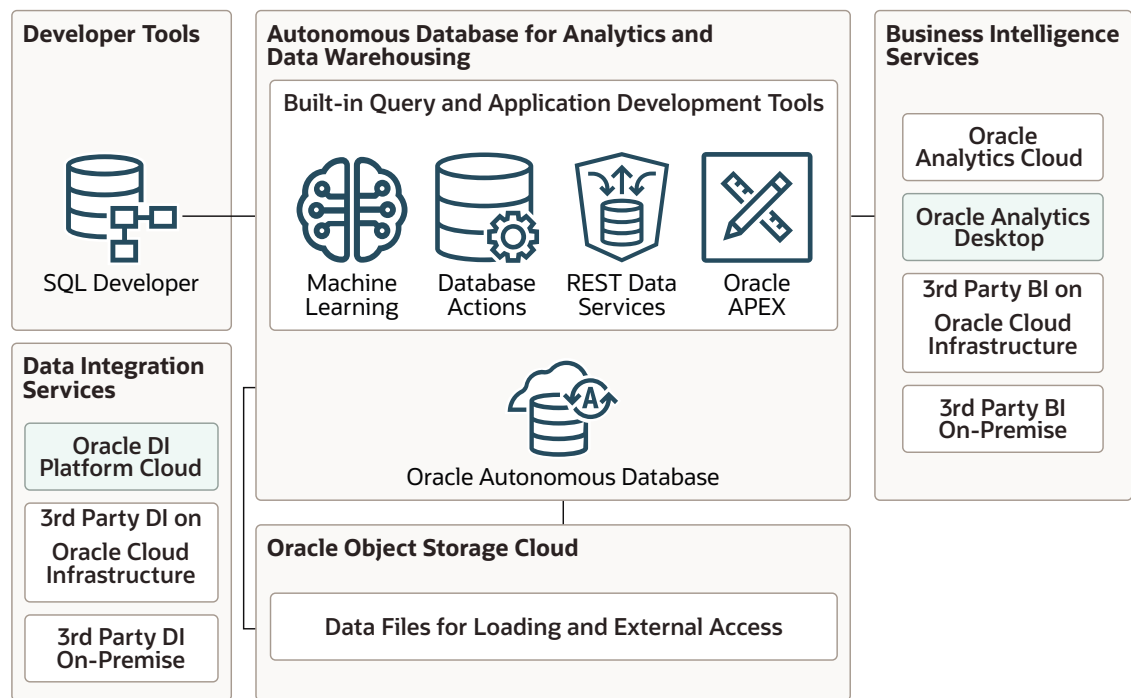 Developer Tools
SQL Developer
Data Integration
Services
Oracle DI
Platform Cloud
3rd Party DI on
Oracle Cloud
Infrastructure
3rd Party DI
On-Premise
Autonomous Database for Analytics and
Data Warehousing
Built-in Query and Application Development Tools
Machine
Learning
Database
Actions
REST Data
Services
Oracle
APEX
A
Oracle Autonomous Database
Oracle Object Storage Cloud
Data Files for Loading and External Access
Business Intelligence
Services
Oracle
Analytics Cloud
Oracle Analytics
Desktop
3rd Party BI on
Oracle Cloud
Infrastructure
3rd Party BI
On-Premise